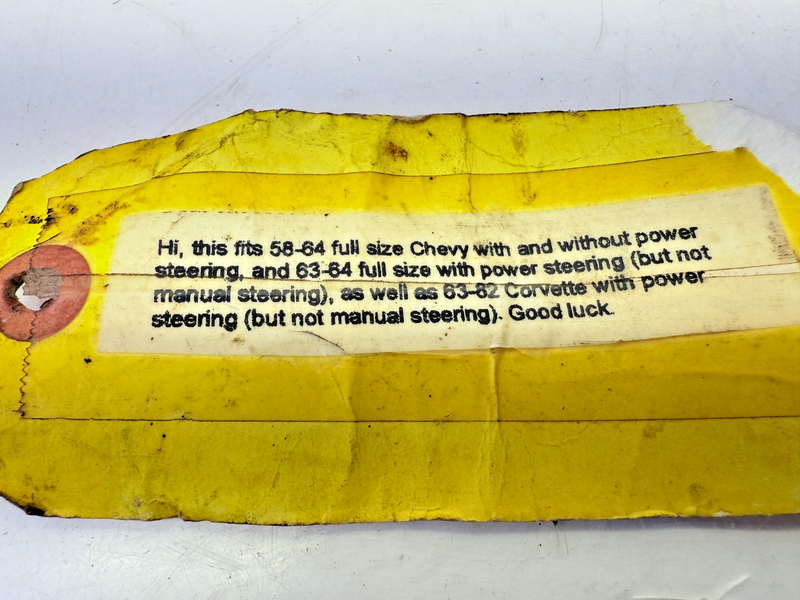 Hi, this fits 58-64 full size Chevy with and without power
steering, and 63-64 full size with power steering (but not
manual steering), as well as 63-82 Corvette with power
steering (but not manual steering). Good luck.